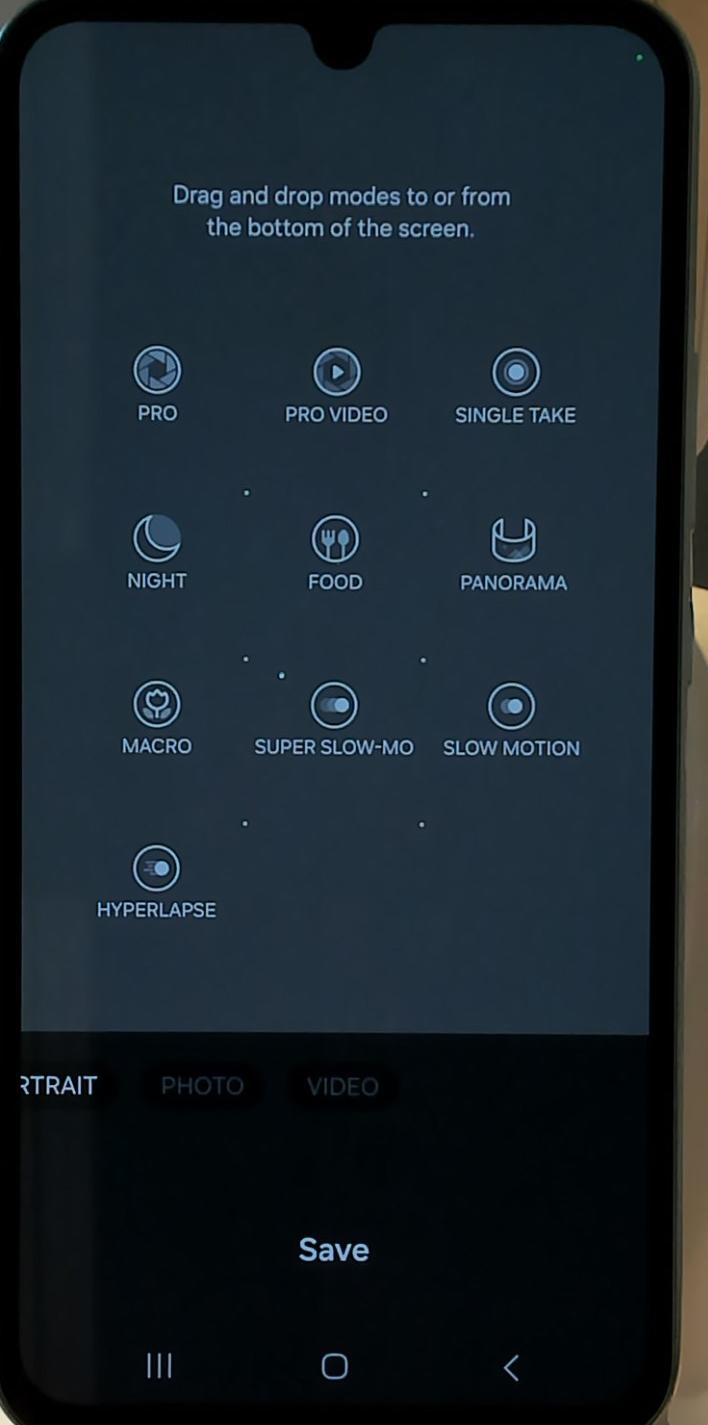 Drag and drop modes to or from
the bottom of the screen.
PRO
PRO VIDEO
SINGLE TAKE
NIGHT
FOOD
PANORAMA
MACRO
SUPER SLOW-MO
SLOW MOTION
HYPERLAPSE
RTRAIT
PHOTO
VIDEO
Save